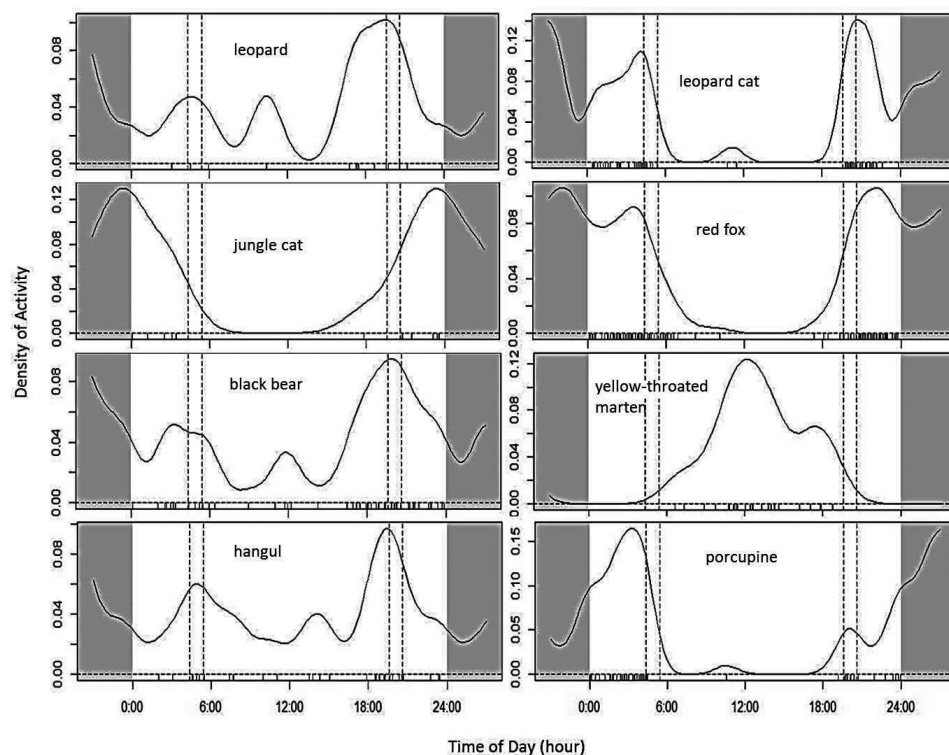 Density of Activity
leopard
0.00 0.04 0.08
leopard cat
0.00 0.04 0.08 0.12
jungle cat
0.00 0.04 0.08 0.12
red fox
0.00 0.04 0.08
black bear
0.00 0.04 0.08
yellow-throated
marten
0.00 0.04 0.08 0.12
hangul
0.00 0.04 0.08
porcupine
0.00 0.05 0.10 0.15
0:00 6:00 12:00 18:00 24:00
0:00 6:00 12:00 18:00 24:00
Time of Day (hour)